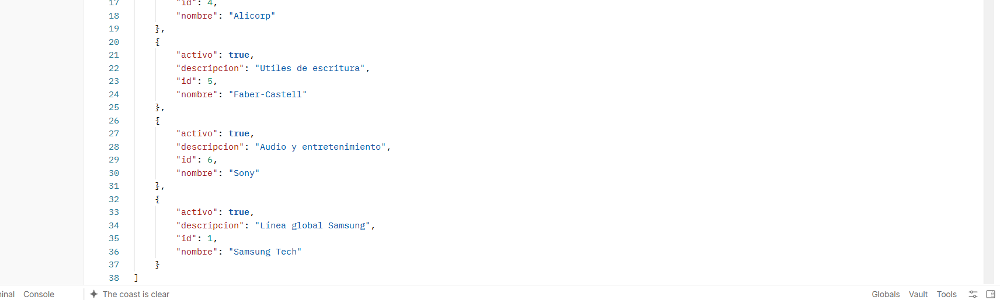 17 "id": 4,
18 "nombre": "Alicorp"
19 },
20 {
21 "activo": true,
22 "descripcion": "Utiles de escritura",
23 "id": 5,
24 "nombre": "Faber-Castell"
25 },
26 {
27 "activo": true,
28 "descripcion": "Audio y entretenimiento",
29 "id": 6,
30 "nombre": "Sony"
31 },
32 {
33 "activo": true,
34 "descripcion": "Línea global Samsung",
35 "id": 1,
36 "nombre": "Samsung Tech"
37 }
38 ]
Console The coast is clear Globals Vault Tools